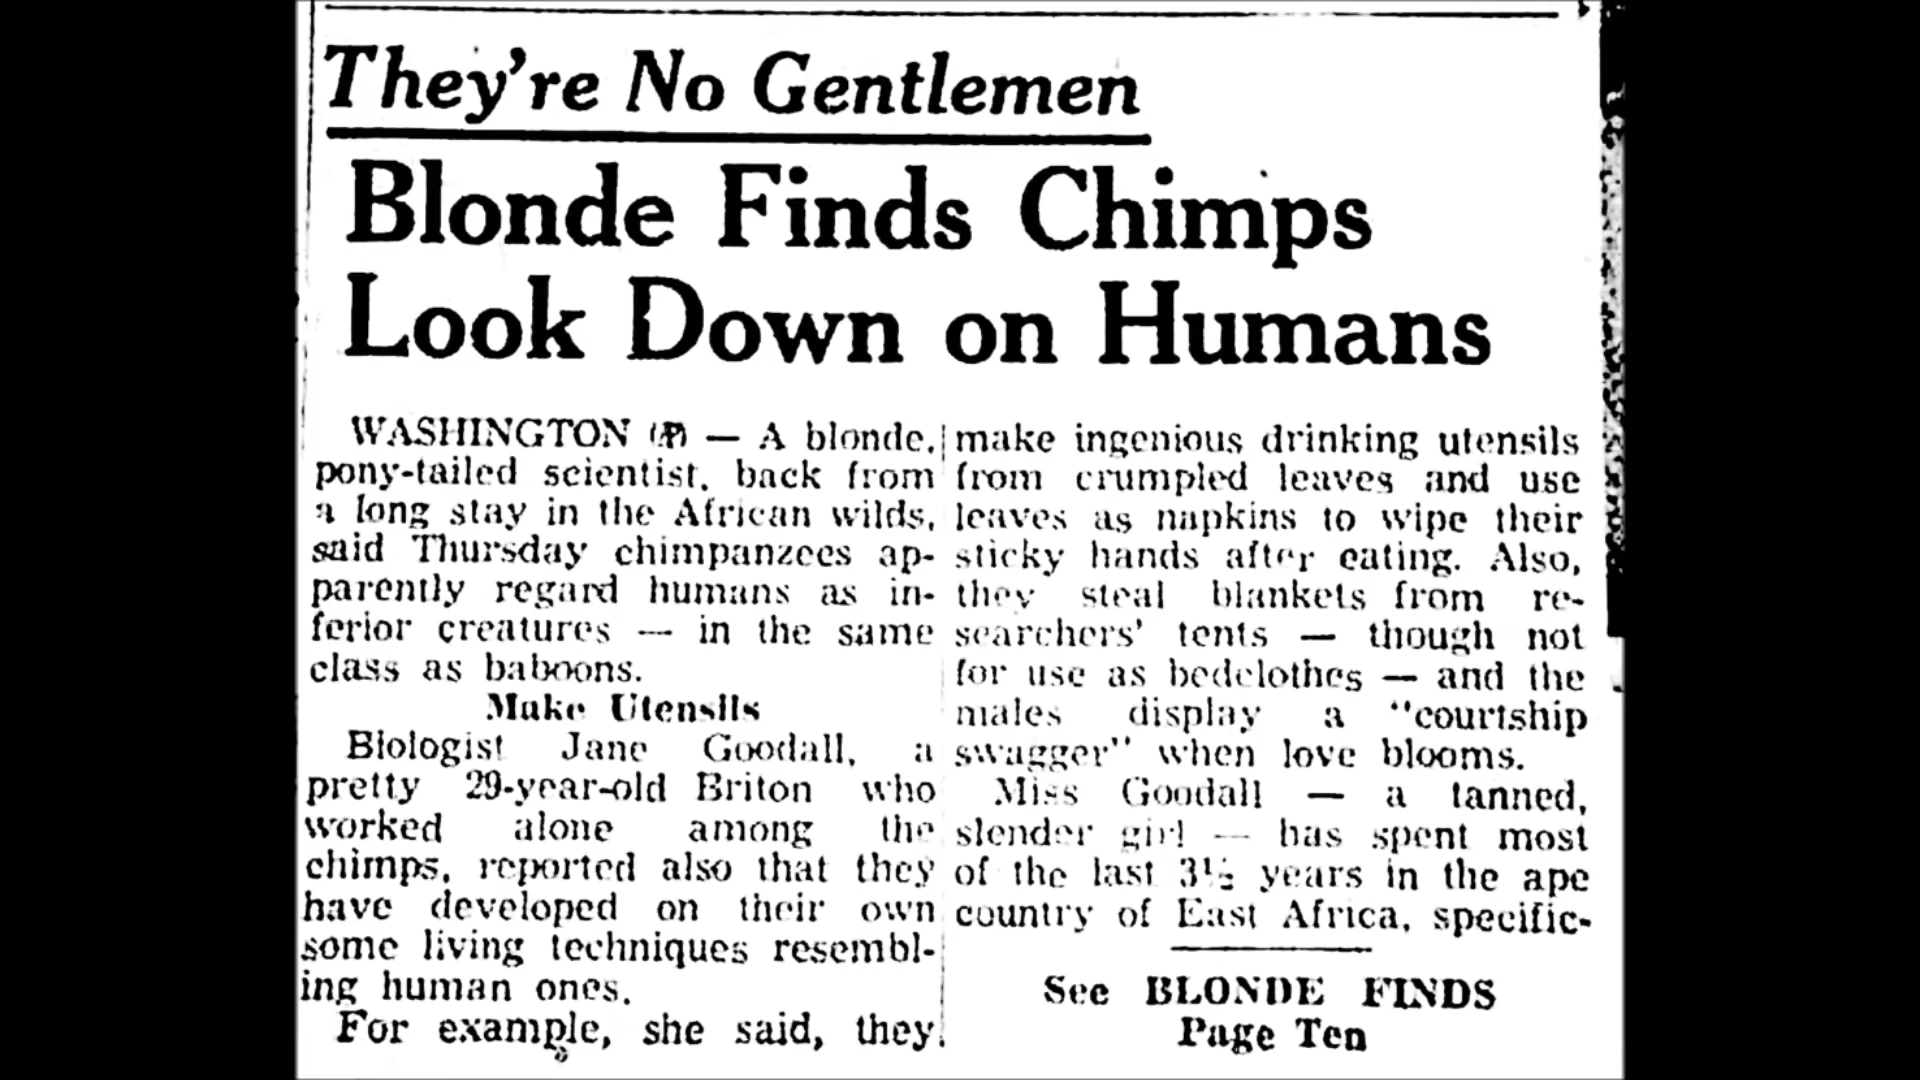 They're No Gentlemen
Blonde Finds Chimps
Look Down on Humans
WASHINGTON (AP) — A blonde,
pony-tailed scientist, back from
a long stay in the African wilds,
said Thursday chimpanzees ap-
parently regard humans as in-
ferior creatures — in the same
class as baboons.
Make Utensils
Biologist Jane Goodall, a
pretty 29-year-old Briton who
worked alone among the
chimps, reported also that they
have developed on their own
some living techniques resembl-
ing human ones.
For example, she said, they
make ingenious drinking utensils
from crumpled leaves and use
leaves as napkins to wipe their
sticky hands after eating. Also,
they steal blankets from re-
searchers' tents — though not
for use as bedclothes — and the
males display a "courtship
swagger" when love blooms.
Miss Goodall — a tanned,
slender girl — has spent most
of the last 3½ years in the ape
country of East Africa, specific-
See BLONDE FINDS
Page Ten